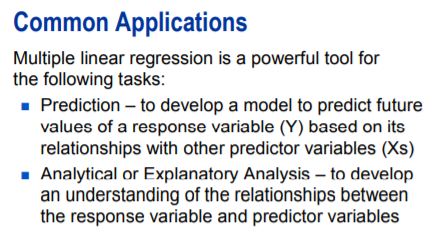 Common Applications
Multiple linear regression is a powerful tool for
the following tasks:
■ Prediction – to develop a model to predict future
values of a response variable (Y) based on its
relationships with other predictor variables (Xs)
■ Analytical or Explanatory Analysis – to develop
an understanding of the relationships between
the response variable and predictor variables